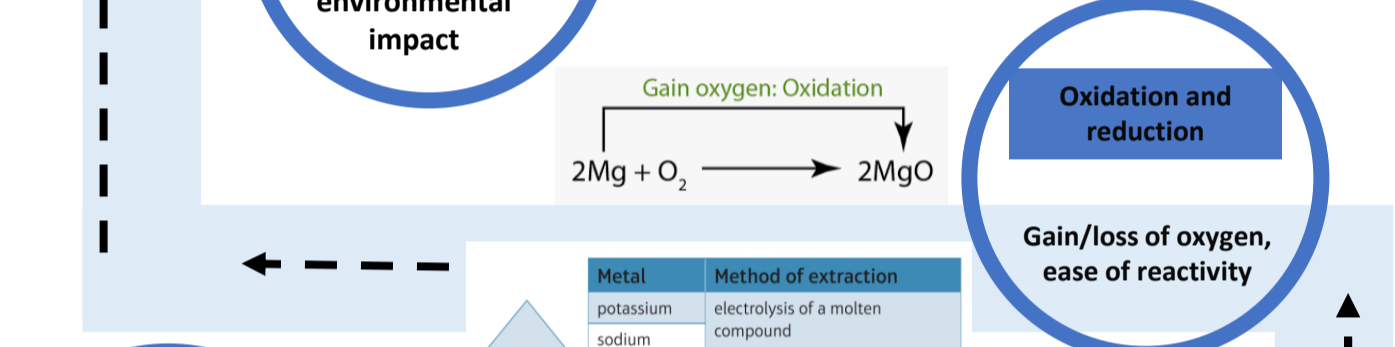 environmental
impact
Gain oxygen: Oxidation
2Mg + O₂ 2MgO
Oxidation and
reduction
Gain/loss of oxygen,
ease of reactivity
Metal Method of extraction
potassium electrolysis of a molten
compound
sodium